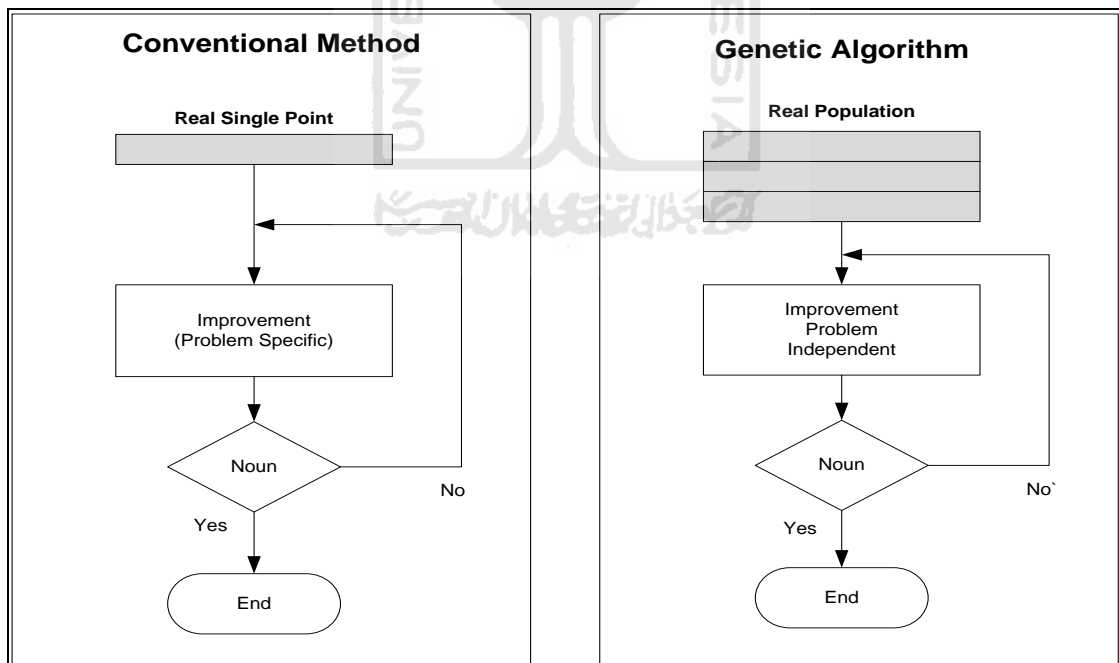 Conventional Method
Real Single Point
Improvement
(Problem Specific)
Noun
No
Yes
End
Genetic Algorithm
Real Population
Improvement
Problem
Independent
Noun
No`
Yes
End